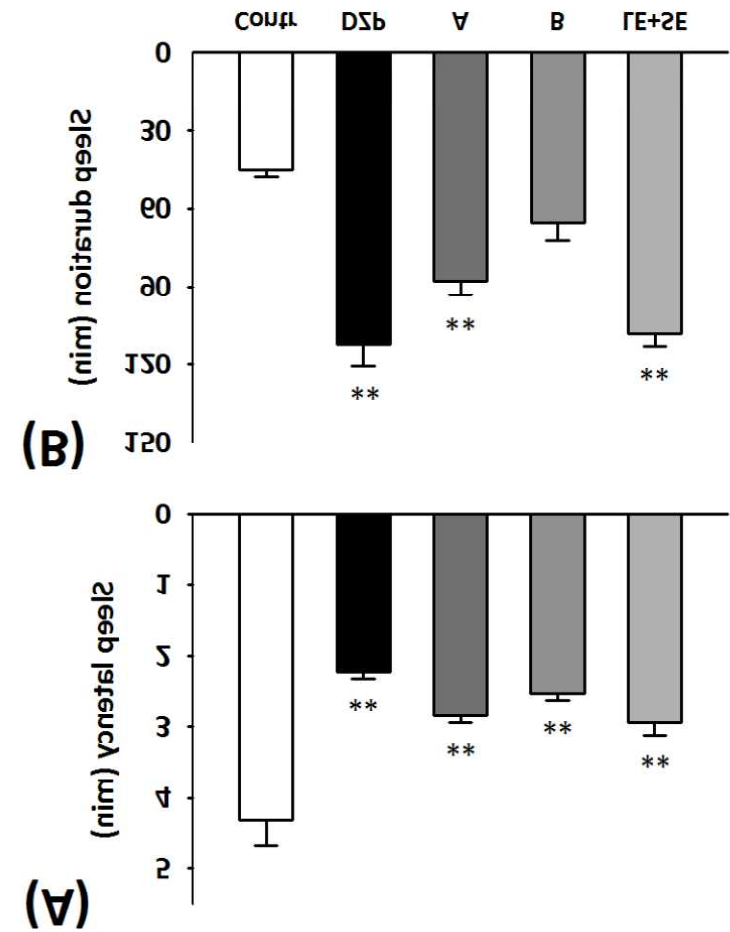 (A)
Sleep latency (min)
5
4
3
2
1
0
** ** ** **
(B)
Sleep duration (min)
150
120
90
60
30
0
** ** **
Contr DZP A B LE+SE